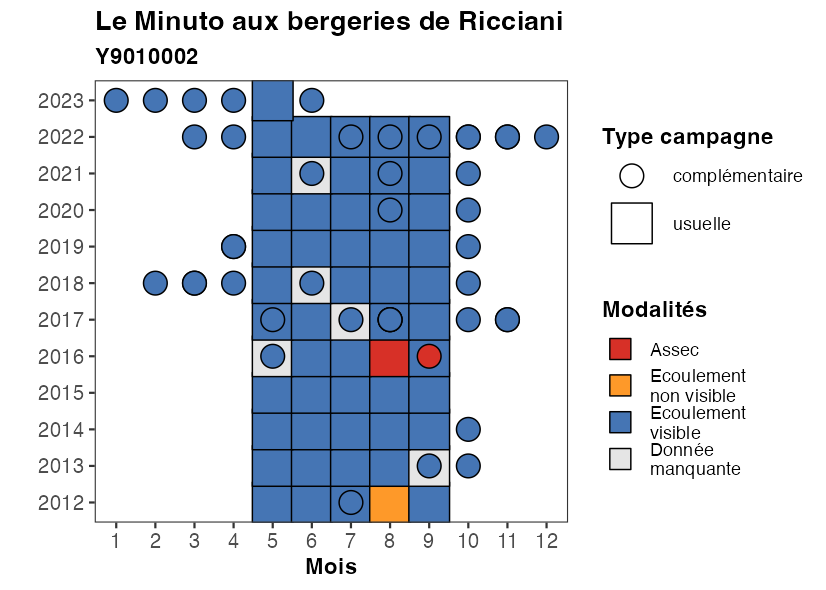 Le Minuto aux bergeries de Ricciani
Y9010002
2023
2022
2021
2020
2019
2018
2017
2016
2015
2014
2013
2012
1 2 3 4 5 6 7 8 9 10 11 12
Mois
Type campagne
complémentaire
usuelle
Modalités
Assec
Ecoulement
non visible
Ecoulement
visible
Donnée
manquante